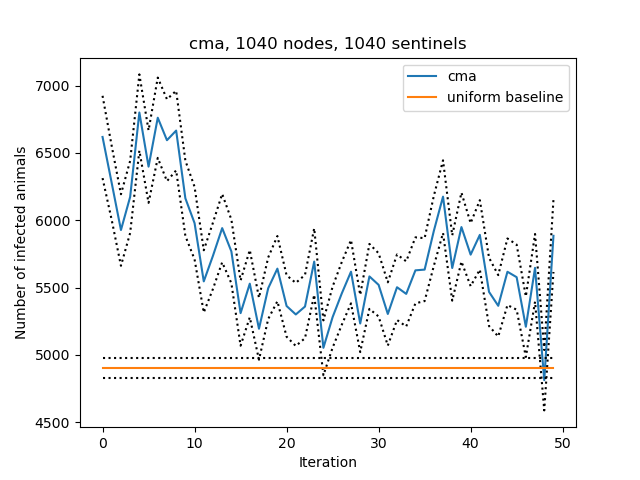 cma, 1040 nodes, 1040 sentinels
cma
uniform baseline
Number of infected animals
7000
6500
6000
5500
5000
4500
0
10
20
30
40
50
Iteration